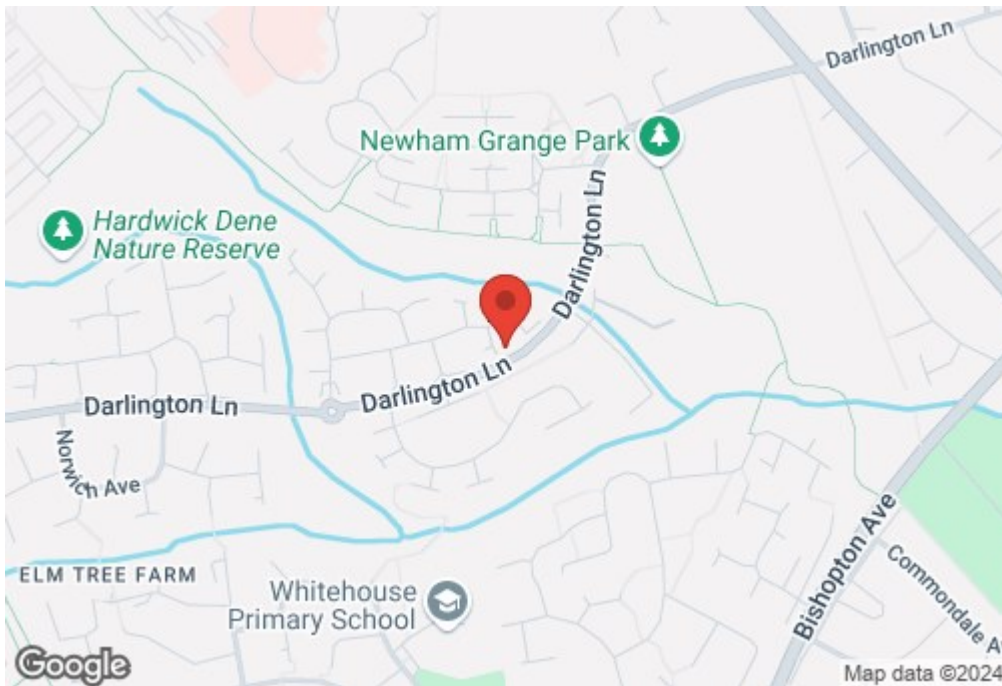 Darlington Ln
Newham Grange Park
Hardwick Dene
Nature Reserve
Darlington Ln
Darlington Ln
Darlington Ln
Norwich Ave
Bishopton Ave
Commondale Av
ELM TREE FARM
Whitehouse
Primary School
Google
Map data ©2024